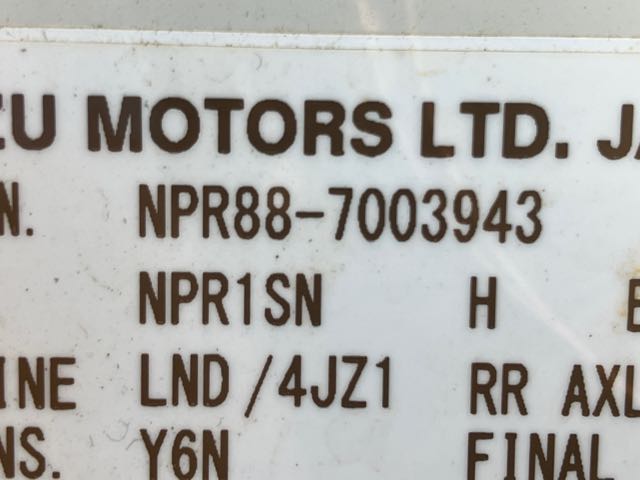 ZU MOTORS LTD. JA
N. NPR88-7003943
NPR1SN H E
INE LND/4JZ1 RR AXL
NS. Y6N FINAL